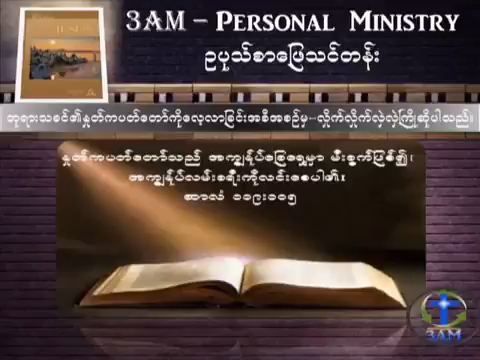 3AM – PERSONAL MINISTRY
ဥပုသ်စာဖြေသင်တန်း
ဘုရားသခင်၏နှုတ်ကပတ်တော်ကိုလေ့လာခြင်းအစီအစဉ်မှ--လှိုက်လှိုက်လှဲလှဲကြိုဆိုပါသည်။
နှုတ်ကပတ်တော်သည် အကျွန်ုပ်ခြေရှေ့မှာ မီးခွက်ဖြစ်၍၊
အကျွန်ုပ်လမ်းခရီးကိုလင်းစေပါ၏။
ဆာလံ ၁၁၉း၁၀၅
3AM